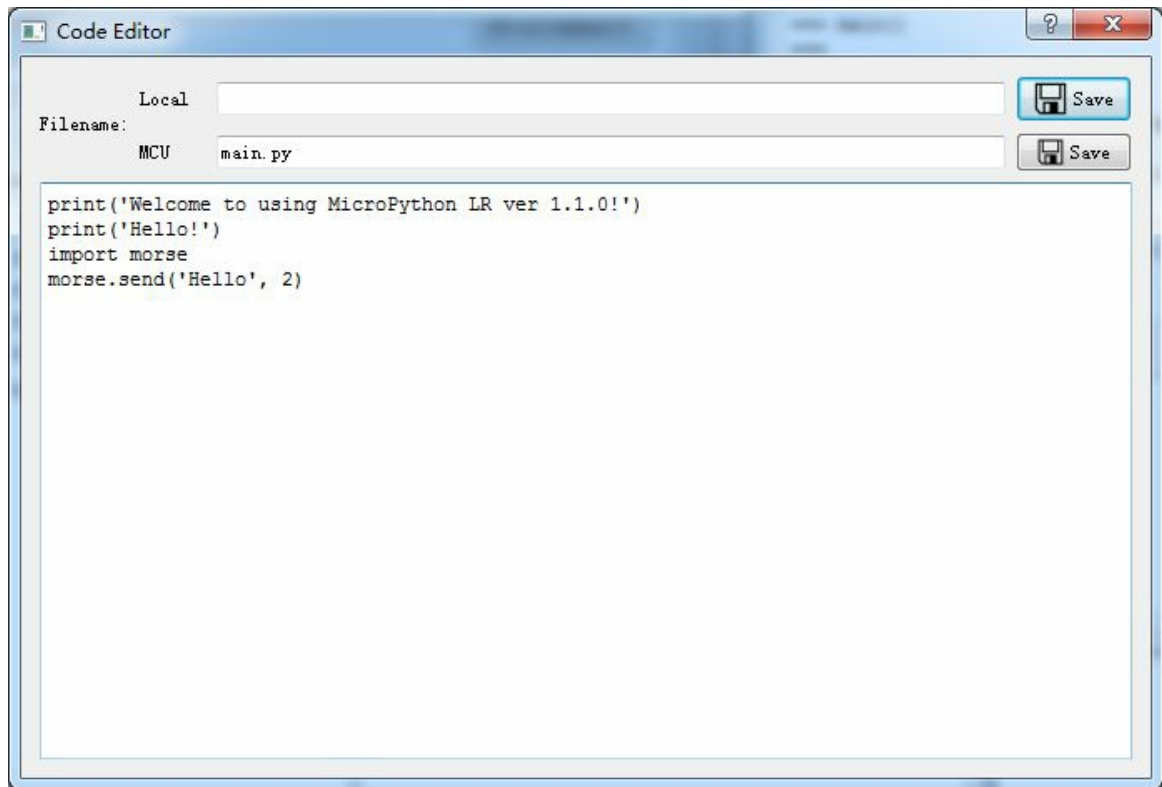 Code Editor
Local
Save
Filename:
MCU
main.py
Save
print('Welcome to using MicroPython LR ver 1.1.0!')
print('Hello!')
import morse
morse.send('Hello', 2)